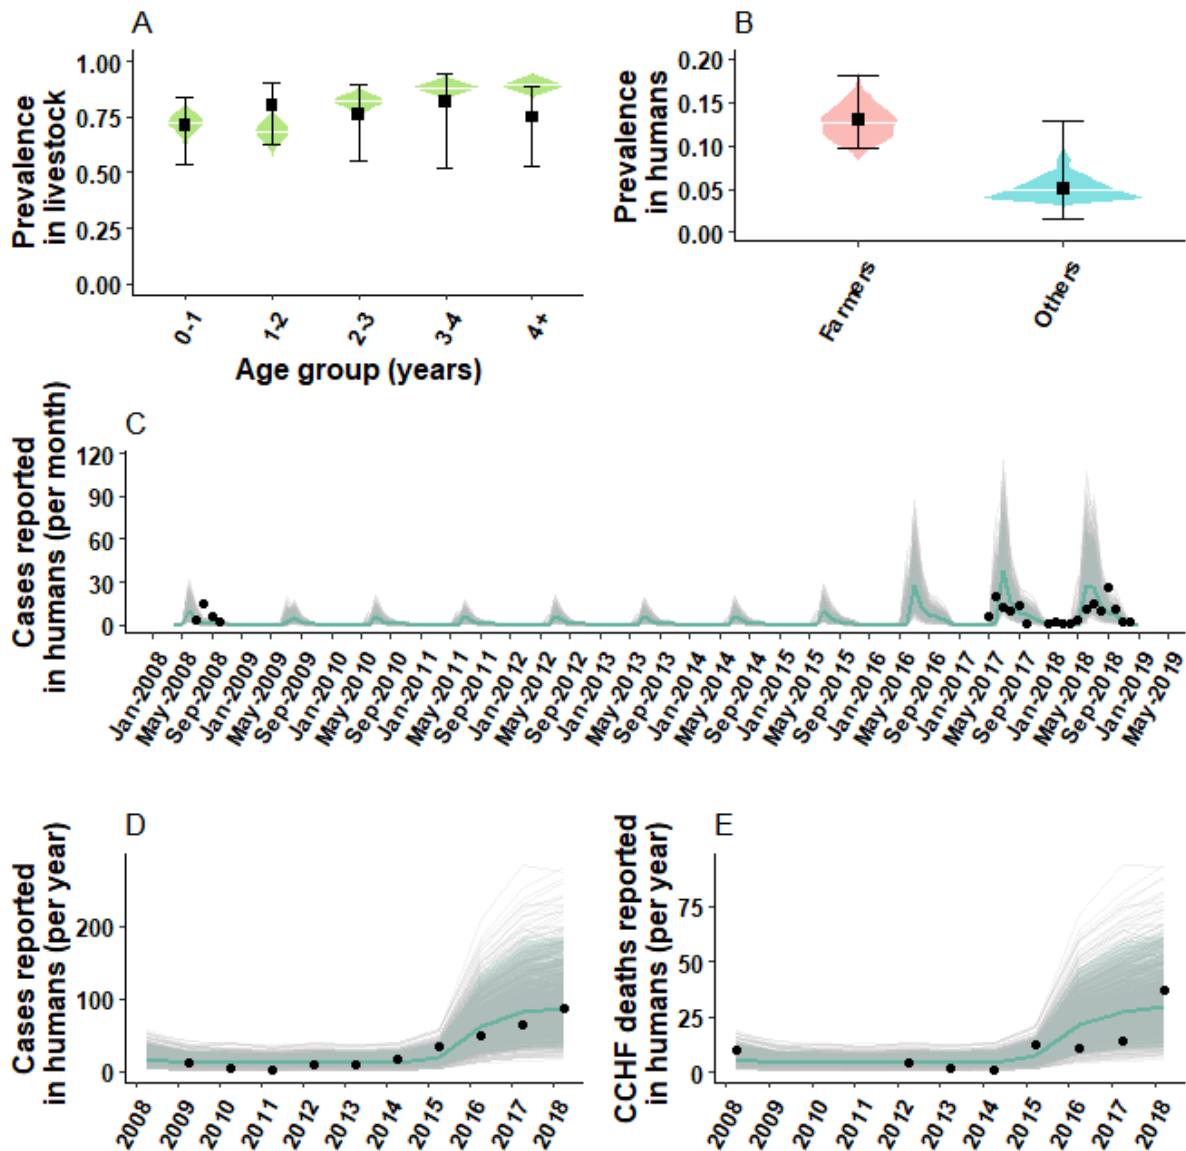 A
Prevalence
in livestock
1.00
0.75
0.50
0.25
0.00
0-1
1-2
2-3
3-4
4+
Age group (years)
B
Prevalence
in humans
0.20
0.15
0.10
0.05
0.00
Farmers
Others
C
Cases reported
in humans (per month)
120
90
60
30
0
Jan-2008
May-2008
Sep-2008
Jan-2009
May-2009
Sep-2009
Jan-2010
May-2010
Sep-2010
Jan-2011
May-2011
Sep-2011
Jan-2012
May-2012
Sep-2012
Jan-2013
May-2013
Sep-2013
Jan-2014
May-2014
Sep-2014
Jan-2015
May-2015
Sep-2015
Jan-2016
May-2016
Sep-2016
Jan-2017
May-2017
Sep-2017
Jan-2018
May-2018
Sep-2018
Jan-2019
May-2019
D
Cases reported
in humans (per year)
200
100
0
2008
2009
2010
2011
2012
2013
2014
2015
2016
2017
2018
E
CCHF deaths reported
in humans (per year)
75
50
25
0
2008
2009
2010
2011
2012
2013
2014
2015
2016
2017
2018